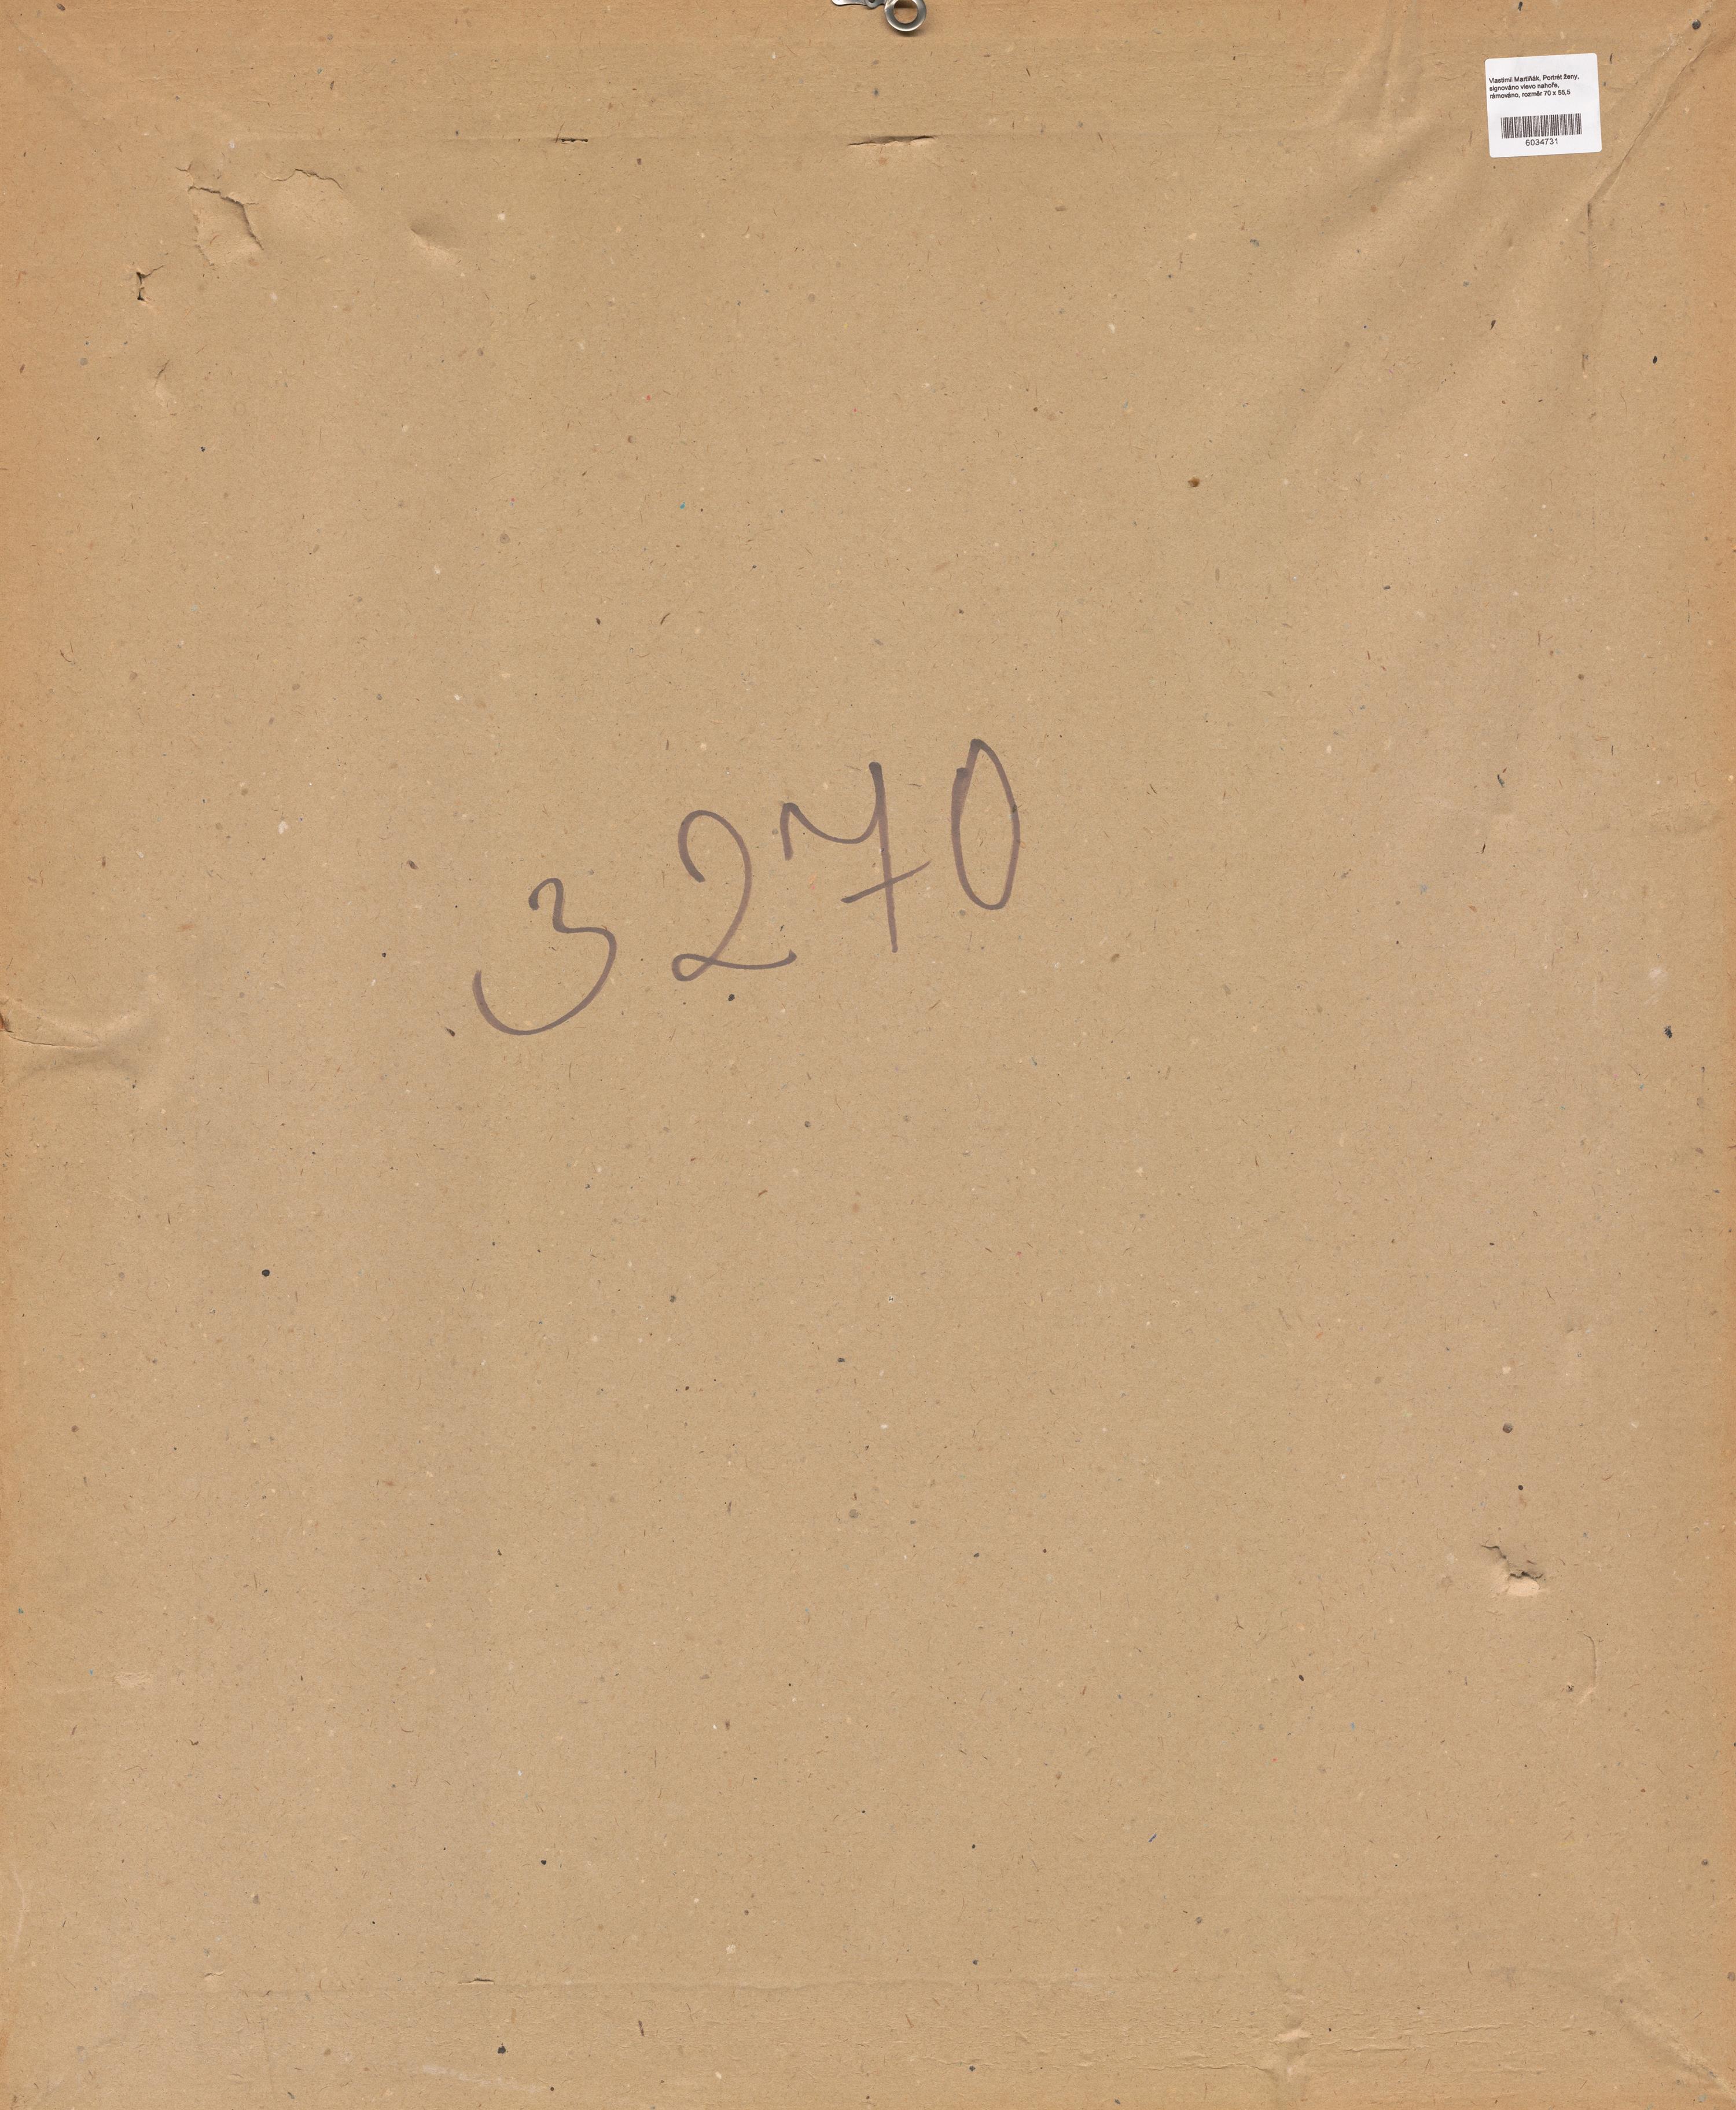 Vlastimil Martiňák, Portrét ženy,
signováno vlevo nahoře,
rámováno, rozměr 70 x 55,5
6034731
3270